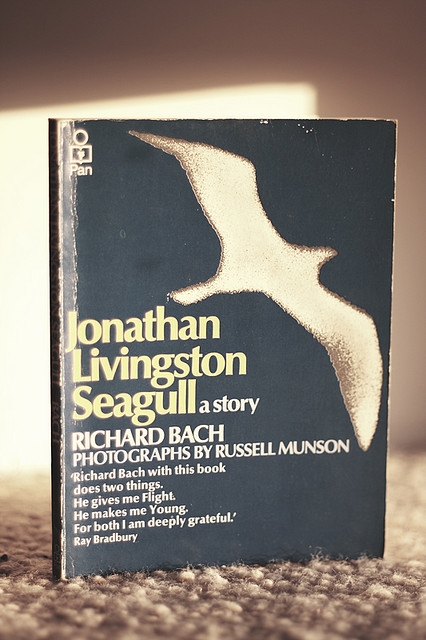 Pan
Jonathan
Livingston
Seagull a story
RICHARD BACH
PHOTOGRAPHS BY RUSSELL MUNSON
'Richard Bach with this book
does two things.
He gives me Flight.
He makes me Young.
For both I am deeply grateful.'
Ray Bradbury